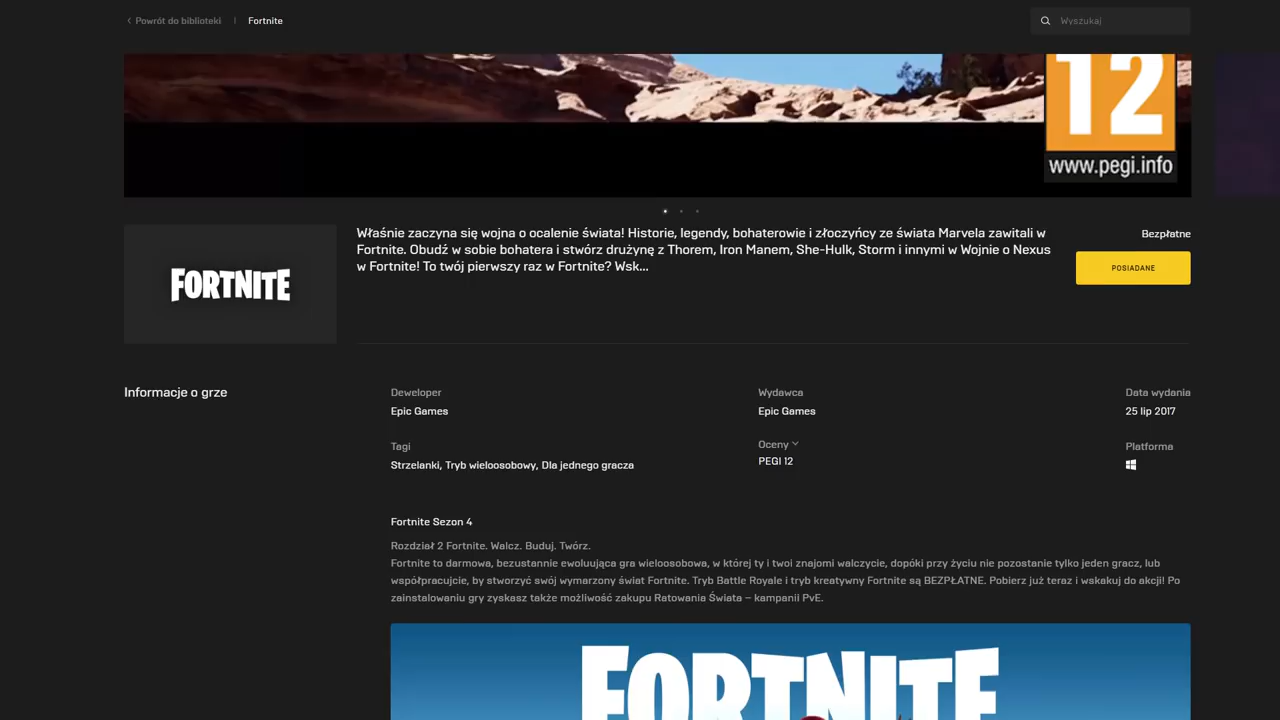 Powrót do biblioteki
Fortnite
Wyszukaj
12
www.pegi.info
Właśnie zaczyna się wojna o ocalenie świata! Historie, legendy, bohaterowie i złoczyńcy ze świata Marvela zawitali w
Fortnite. Obudź w sobie bohatera i stwórz drużynę z Thorem, Iron Manem, She-Hulk, Storm i innymi w Wojnie o Nexus
w Fortnite! To twój pierwszy raz w Fortnite? Wsk...
Bezpłatne
POSIADANE
FORTNITE
Informacje o grze
Deweloper
Epic Games
Wydawca
Epic Games
Data wydania
25 lip 2017
Tagi
Strzelanki, Tryb wieloosobowy, Dla jednego gracza
Oceny
PEGI 12
Platforma
Fortnite Sezon 4
Rozdział 2 Fortnite. Walcz. Buduj. Twórz.
Fortnite to darmowa, bezustannie ewoluująca gra wieloosobowa, w której ty i twoi znajomi walczycie, dopóki przy życiu nie pozostanie tylko jeden gracz, lub
współpracujcie, by stworzyć swój wymarzony świat Fortnite. Tryb Battle Royale i tryb kreatywny Fortnite są BEZPŁATNE. Pobierz już teraz i wskakuj do akcji! Po
zainstalowaniu gry zyskasz także możliwość zakupu Ratowania Świata – kampanii PvE.
FORTNITE